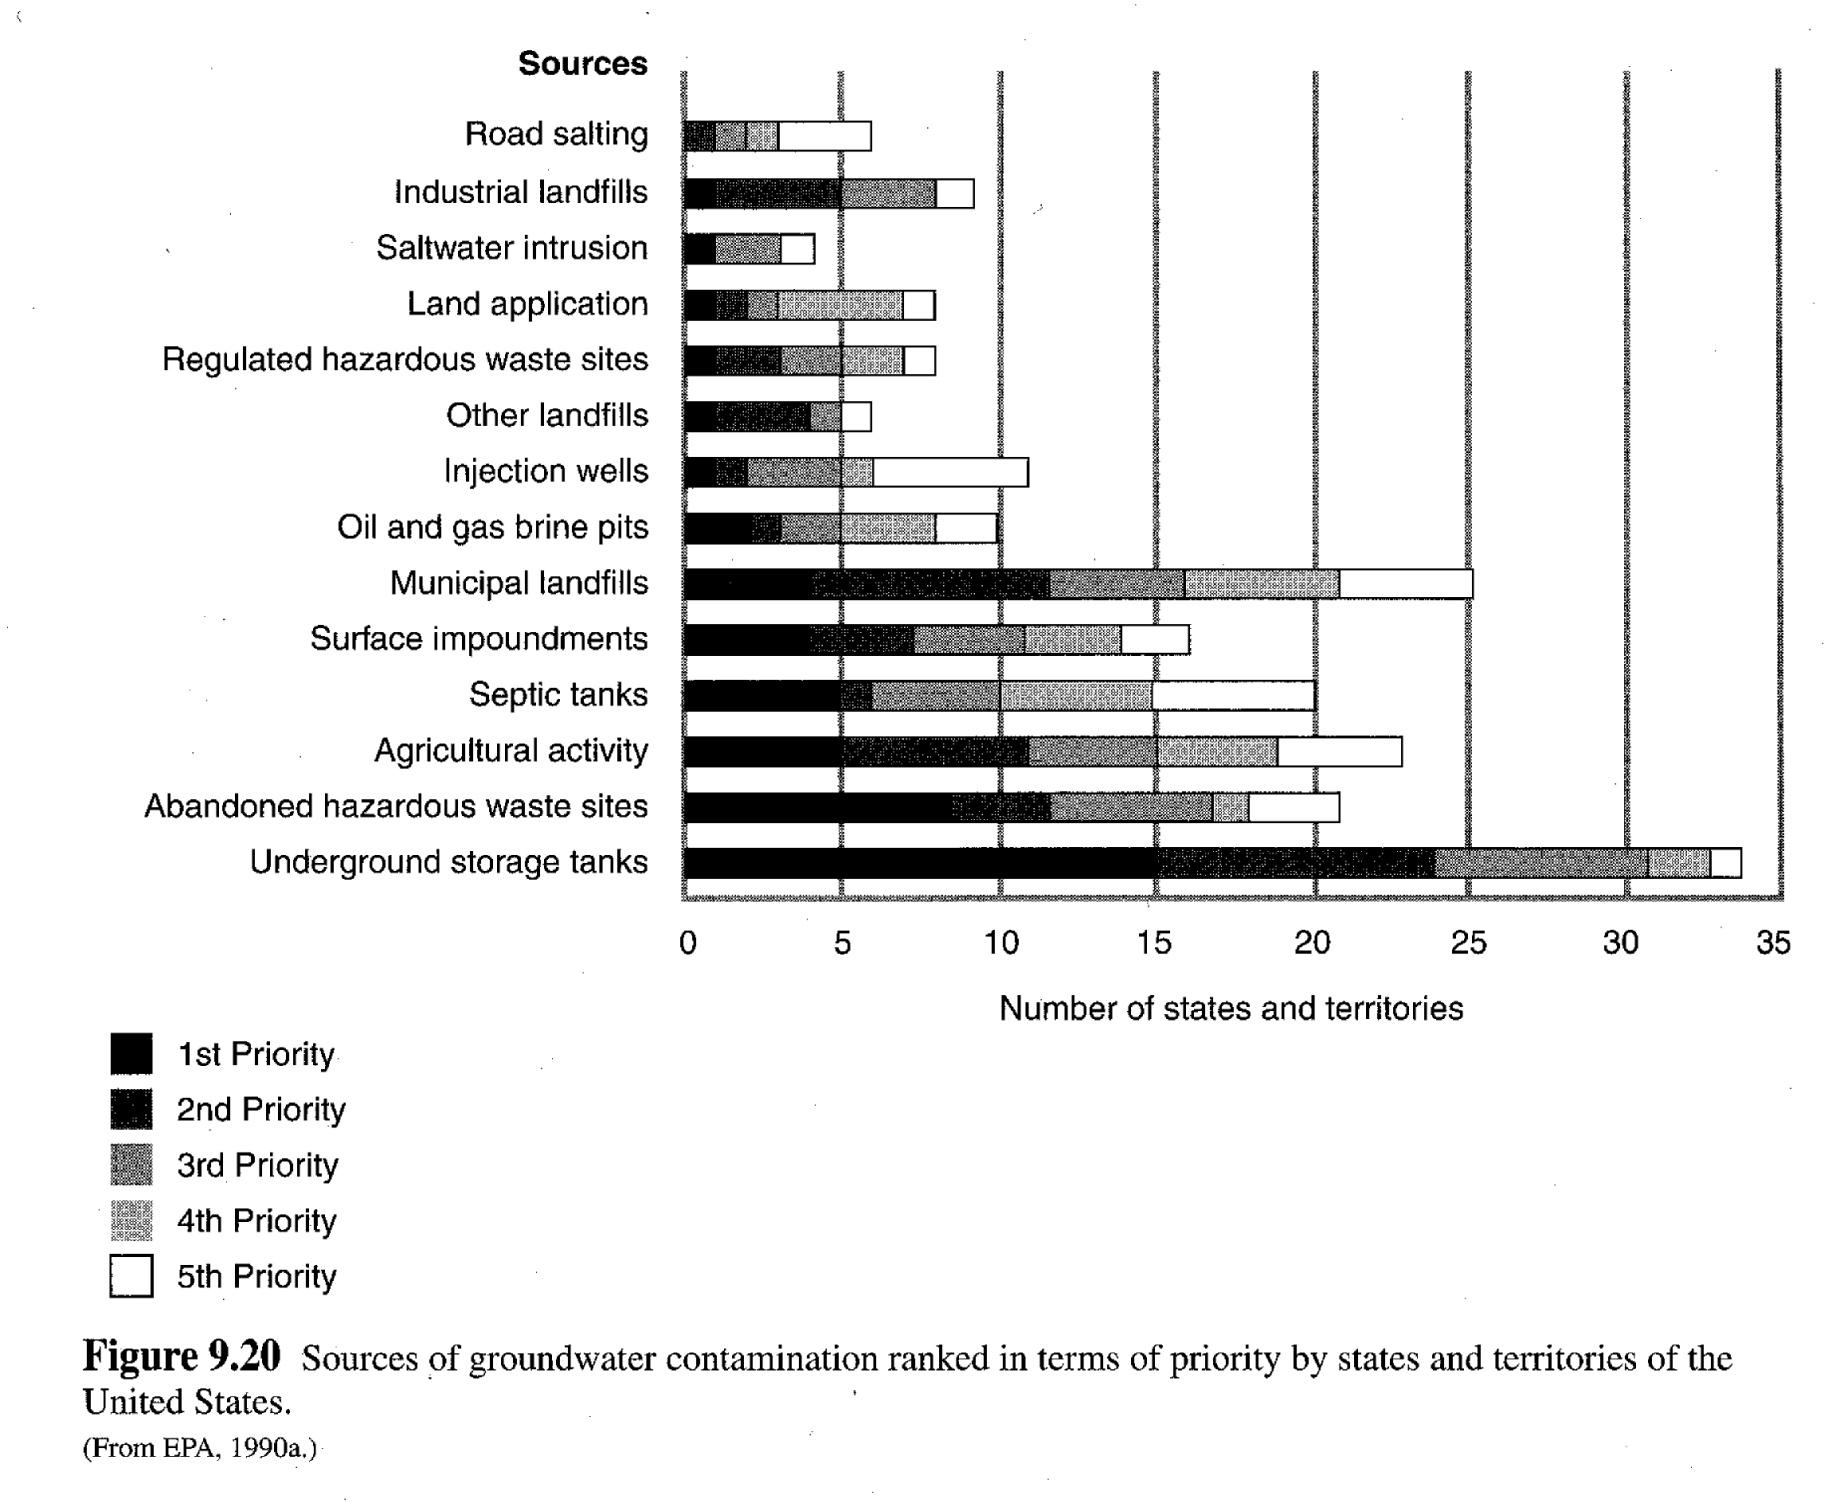 Sources
Road salting
Industrial landfills
Saltwater intrusion
Land application
Regulated hazardous waste sites
Other landfills
Injection wells
Oil and gas brine pits
Municipal landfills
Surface impoundments
Septic tanks
Agricultural activity
Abandoned hazardous waste sites
Underground storage tanks
0 5 10 15 20 25 30 35
Number of states and territories
1st Priority
2nd Priority
3rd Priority
4th Priority
5th Priority
Figure 9.20 Sources of groundwater contamination ranked in terms of priority by states and territories of the
United States.
(From EPA, 1990a.)